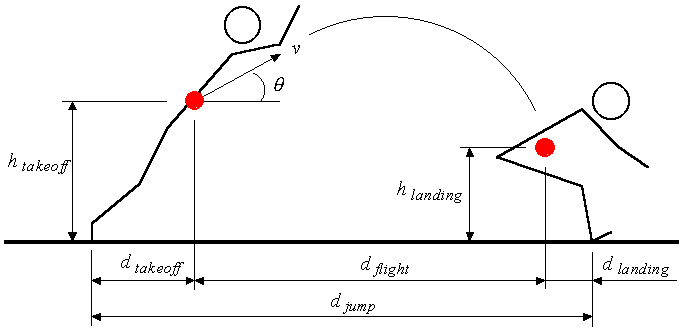 v
θ
h takeoff
h landing
d takeoff
d flight
d landing
d jump